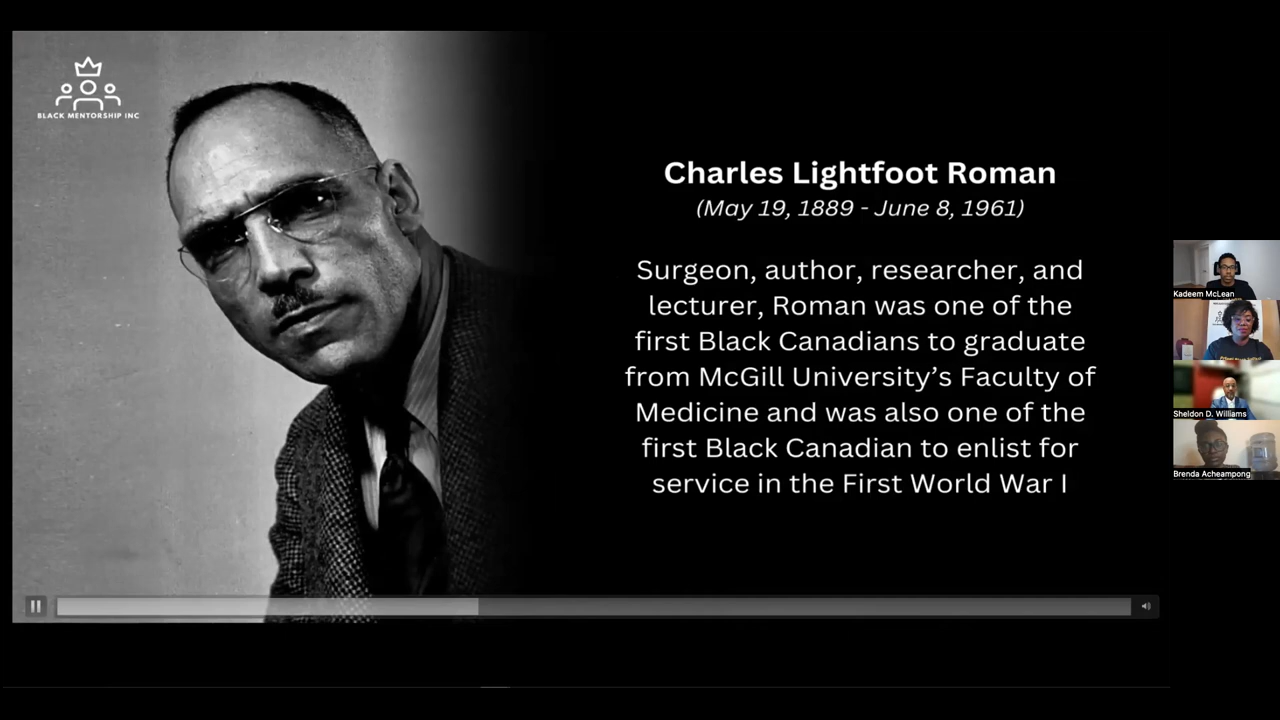 BLACK MENTORSHIP INC
Charles Lightfoot Roman
(May 19, 1889 - June 8, 1961)
Surgeon, author, researcher, and
lecturer, Roman was one of the
first Black Canadians to graduate
from McGill University’s Faculty of
Medicine and was also one of the
first Black Canadian to enlist for
service in the First World War I
Kadeem McLean
Sheldon D. Williams
Brenda Acheampong